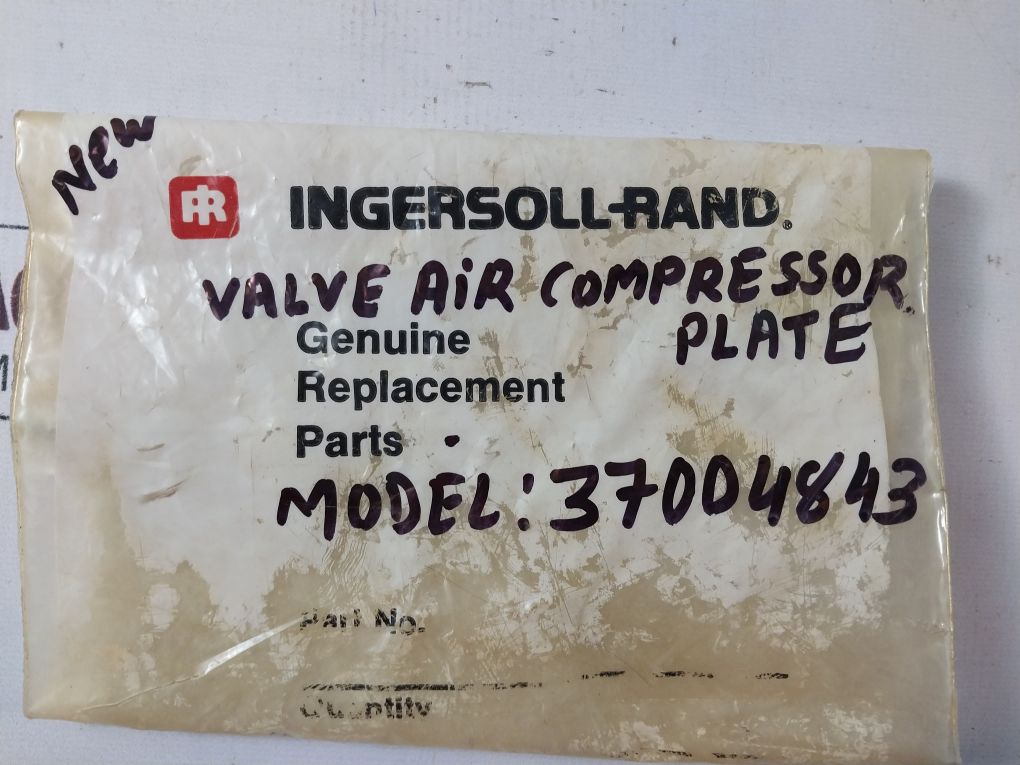 New
IR INGERSOLL-RAND®
VALVE AiR COMPRESSOR
PLATE
Genuine
Replacement
Parts
MODEL: 37004843
Part No.
Quantity